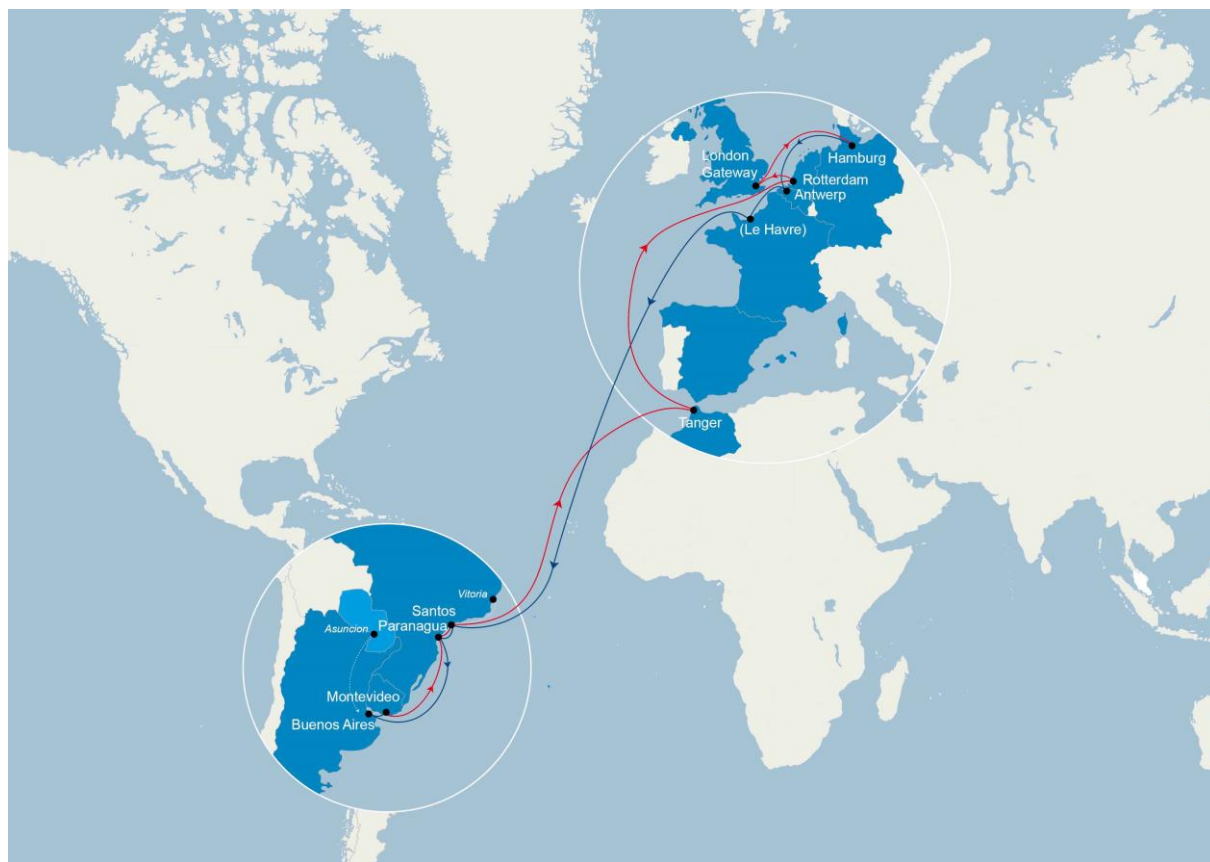 London
Gateway
Hamburg
Rotterdam
Antwerp
(Le Havre)
Tanger
Vitoria
Santos
Paranagua
Asuncion
Montevideo
Buenos Aires